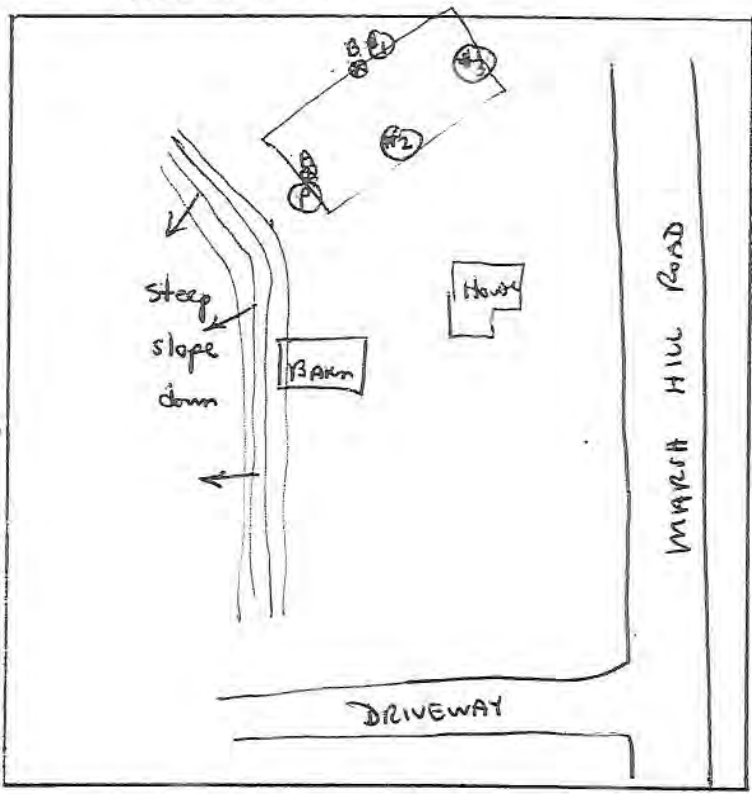 B.
#1
#3
#2
A
P
House
Steep
slope
down
BARN
MARSH HILL ROAD
DRIVEWAY